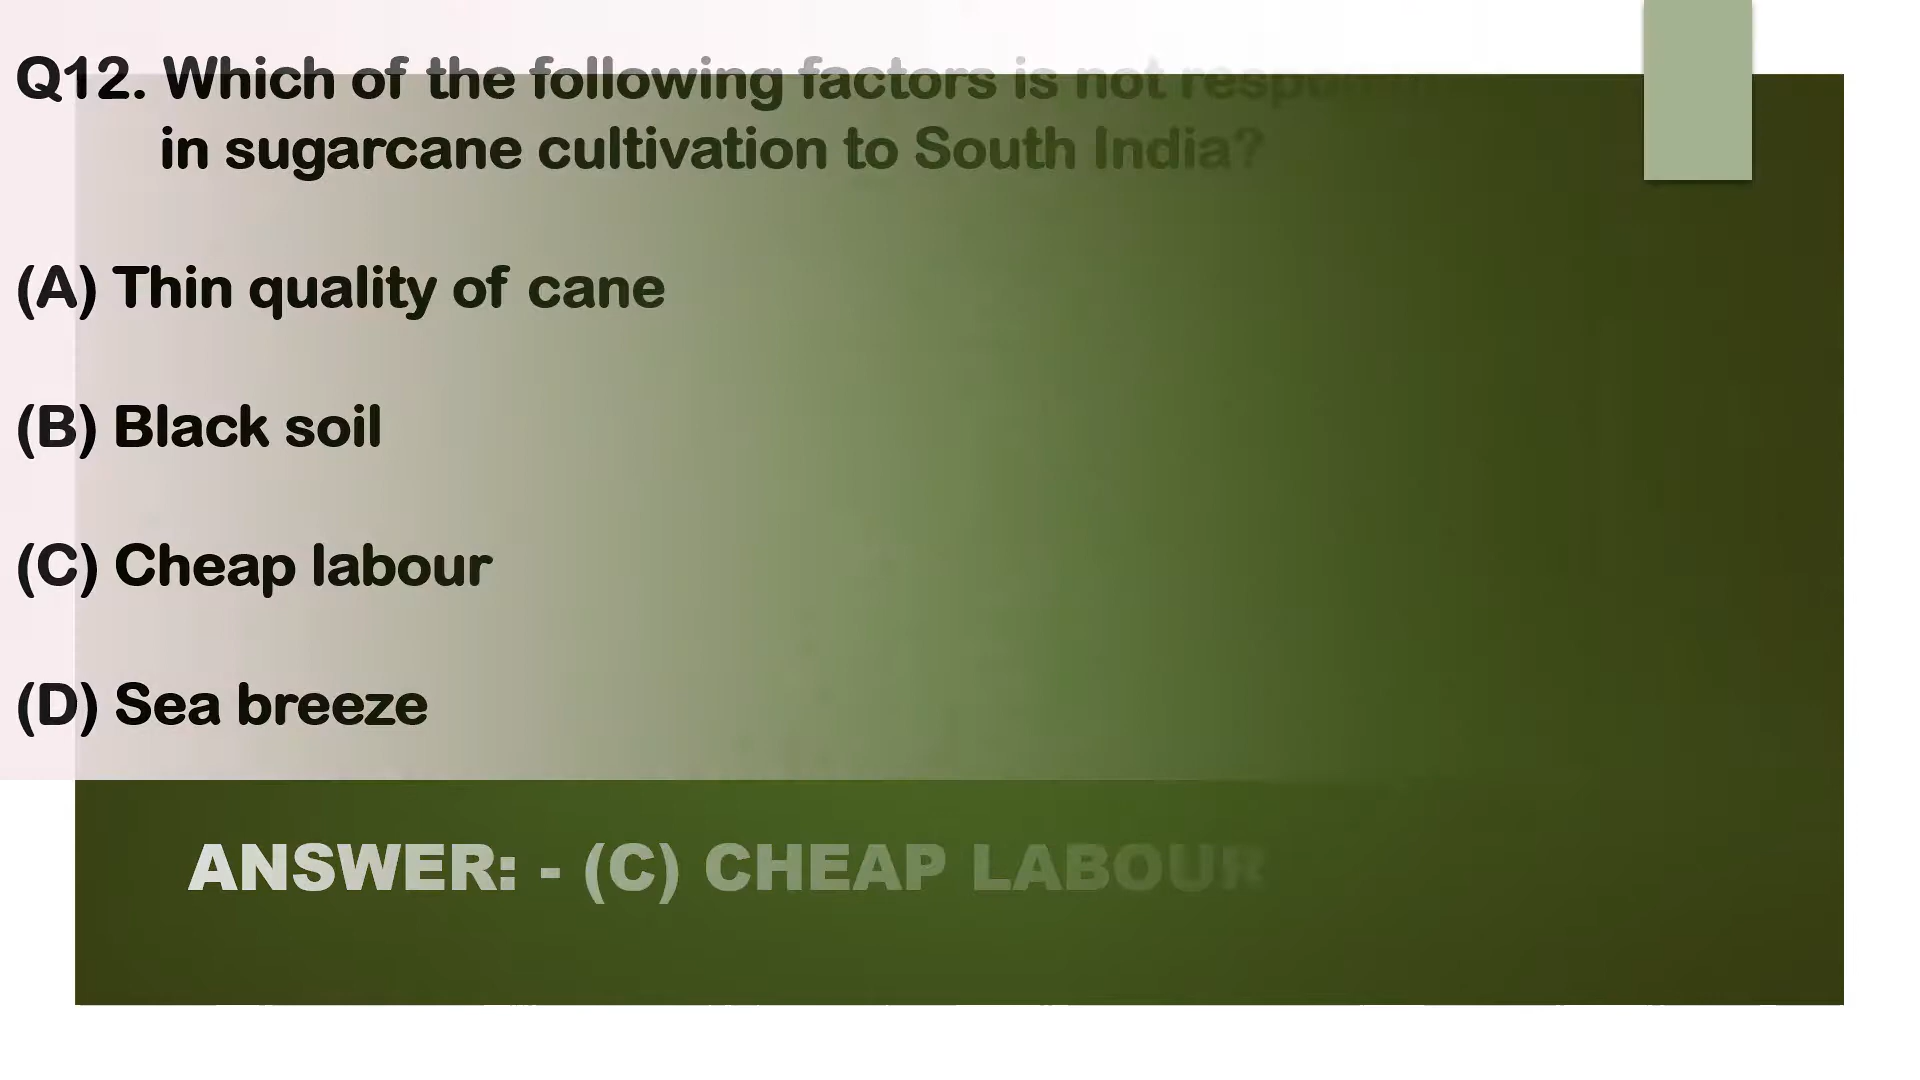 Q12. Which of the following factors is not
in sugarcane cultivation to South India?
(A) Thin quality of cane
(B) Black soil
(C) Cheap labour
(D) Sea breeze
ANSWER: - (C) CHEAP LABOUR